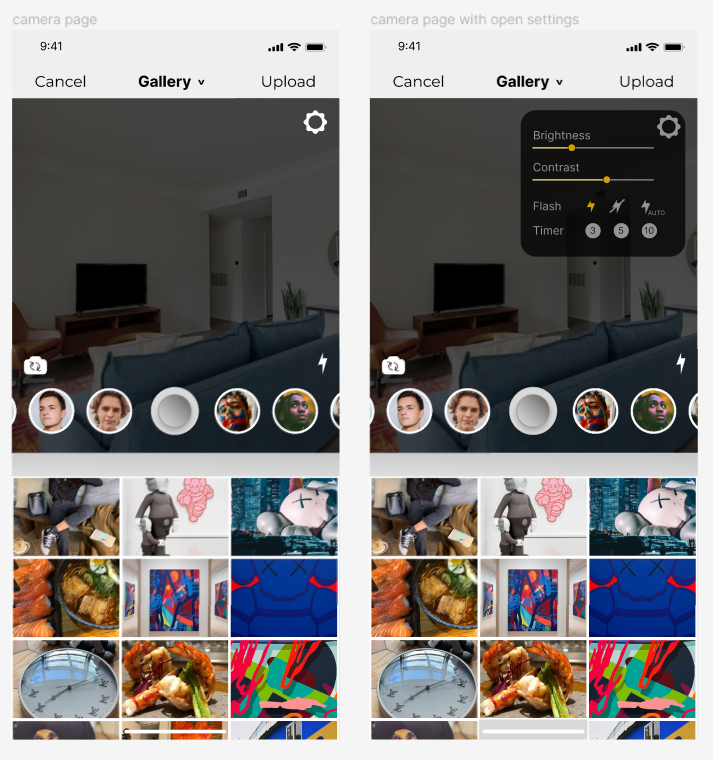 camera page
9:41
Cancel Gallery v Upload
camera page with open settings
9:41
Cancel Gallery v Upload
Brightness
Contrast
Flash AUTO
Timer 3 5 10